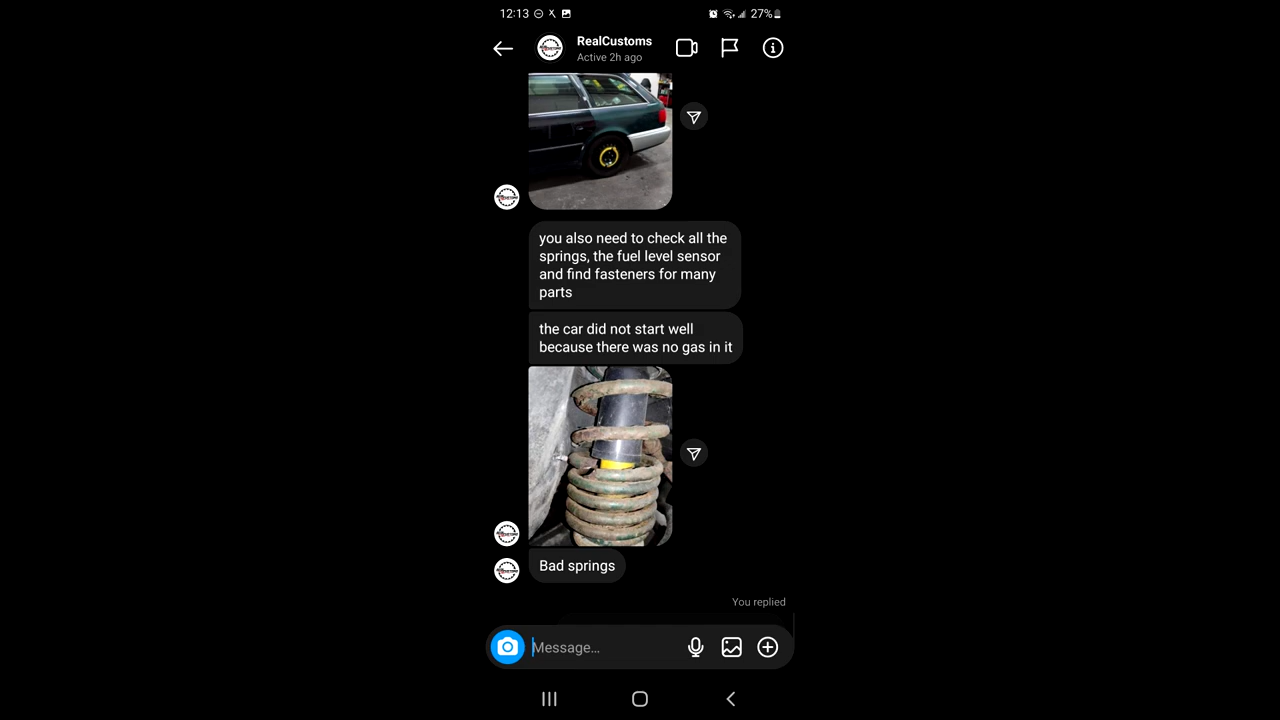 12:13
27%
RealCustoms
Active 2h ago
you also need to check all the
springs, the fuel level sensor
and find fasteners for many
parts
the car did not start well
because there was no gas in it
Bad springs
You replied
Message...